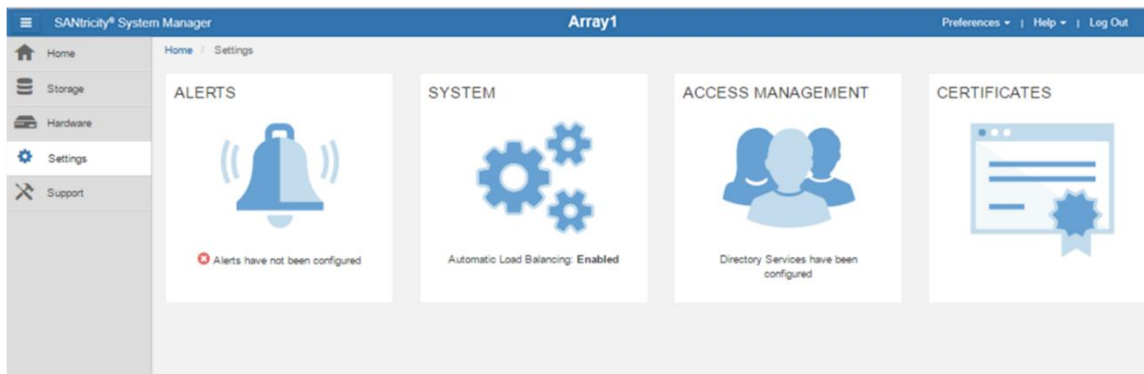 SANtricity® System Manager
Array1
Preferences | Help | Log Out
Home
Storage
Hardware
Settings
Support
Home / Settings
ALERTS
Alerts have not been configured
SYSTEM
Automatic Load Balancing: Enabled
ACCESS MANAGEMENT
Directory Services have been
configured
CERTIFICATES